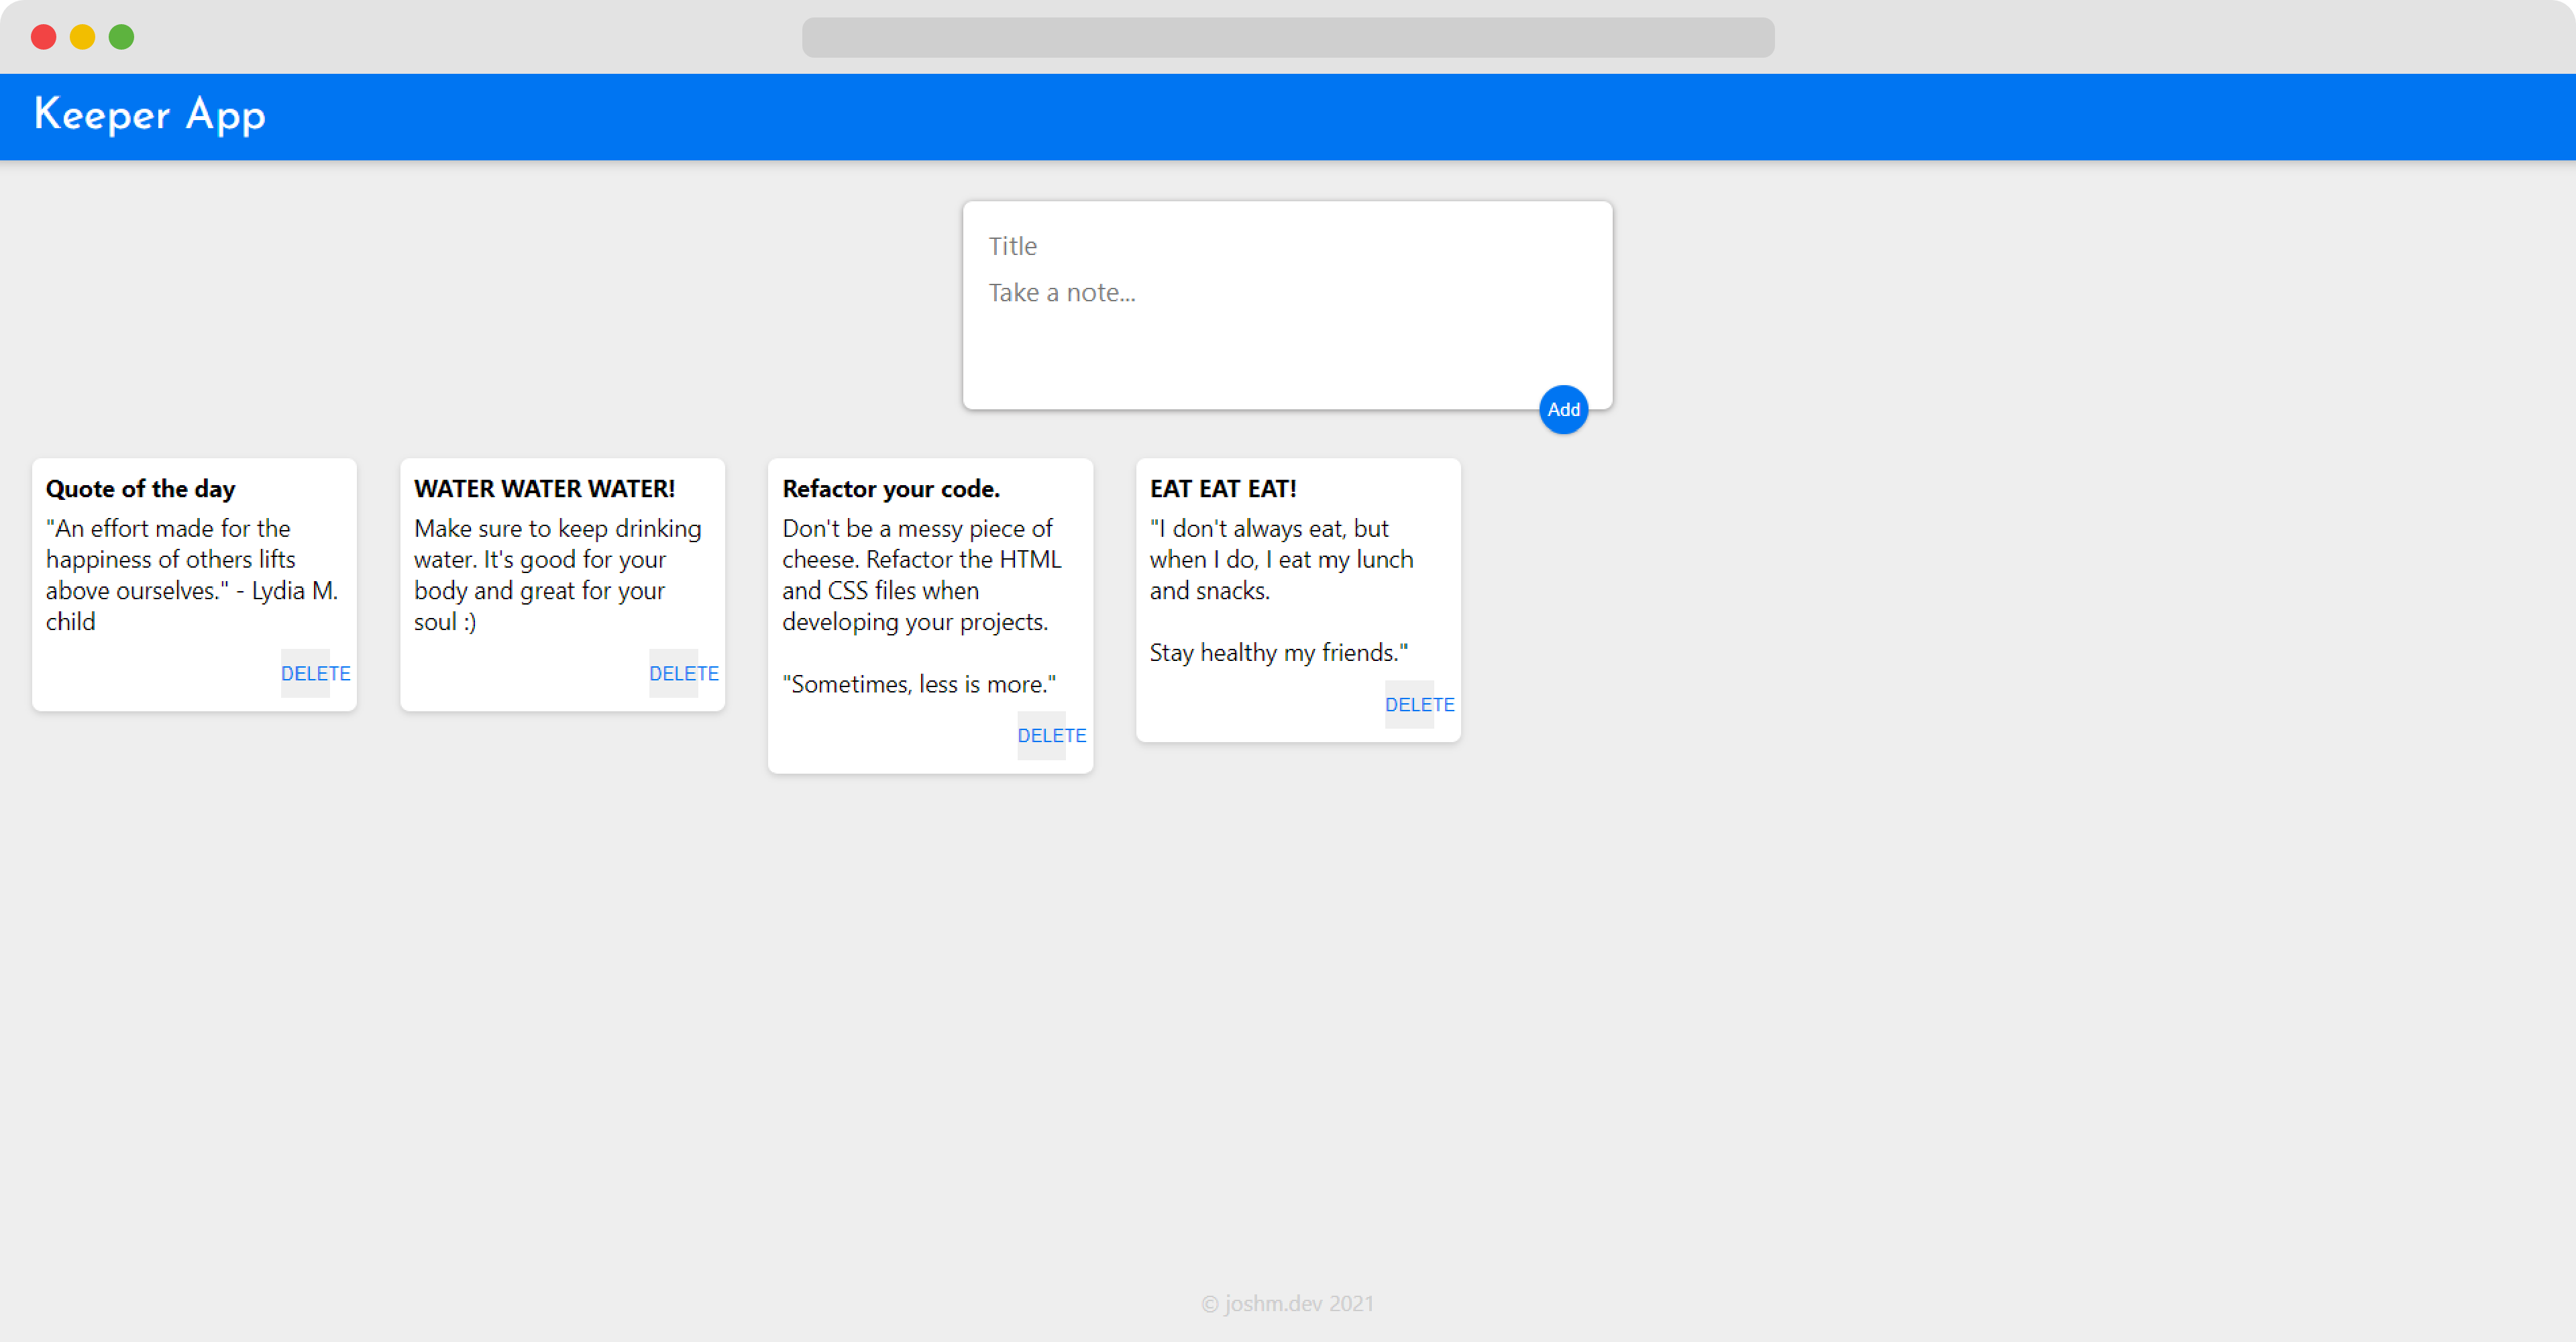 Keeper App
Title
Take a note...
Add
Quote of the day
"An effort made for the
happiness of others lifts
above ourselves." - Lydia M.
child
DELETE
WATER WATER WATER!
Make sure to keep drinking
water. It's good for your
body and great for your
soul :)
DELETE
Refactor your code.
Don't be a messy piece of
cheese. Refactor the HTML
and CSS files when
developing your projects.
"Sometimes, less is more."
DELETE
EAT EAT EAT!
"I don't always eat, but
when I do, I eat my lunch
and snacks.
Stay healthy my friends."
DELETE
© joshm.dev 2021